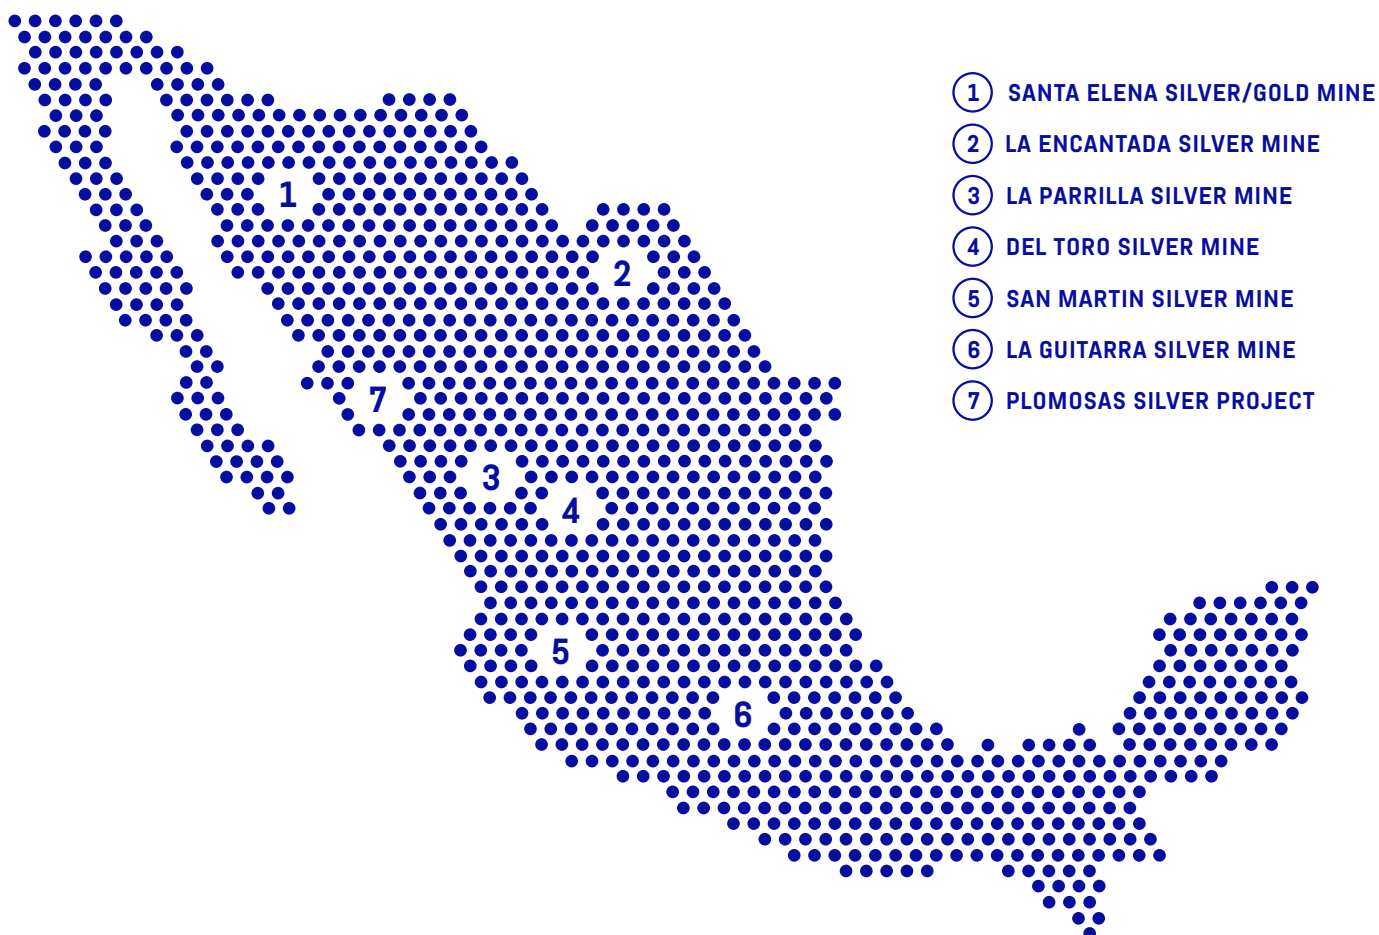 1 SANTA ELENA SILVER/GOLD MINE
2 LA ENCANTADA SILVER MINE
3 LA PARRILLA SILVER MINE
4 DEL TORO SILVER MINE
5 SAN MARTIN SILVER MINE
6 LA GUITARRA SILVER MINE
7 PLOMOSAS SILVER PROJECT
1
2
7
3
4
5
6